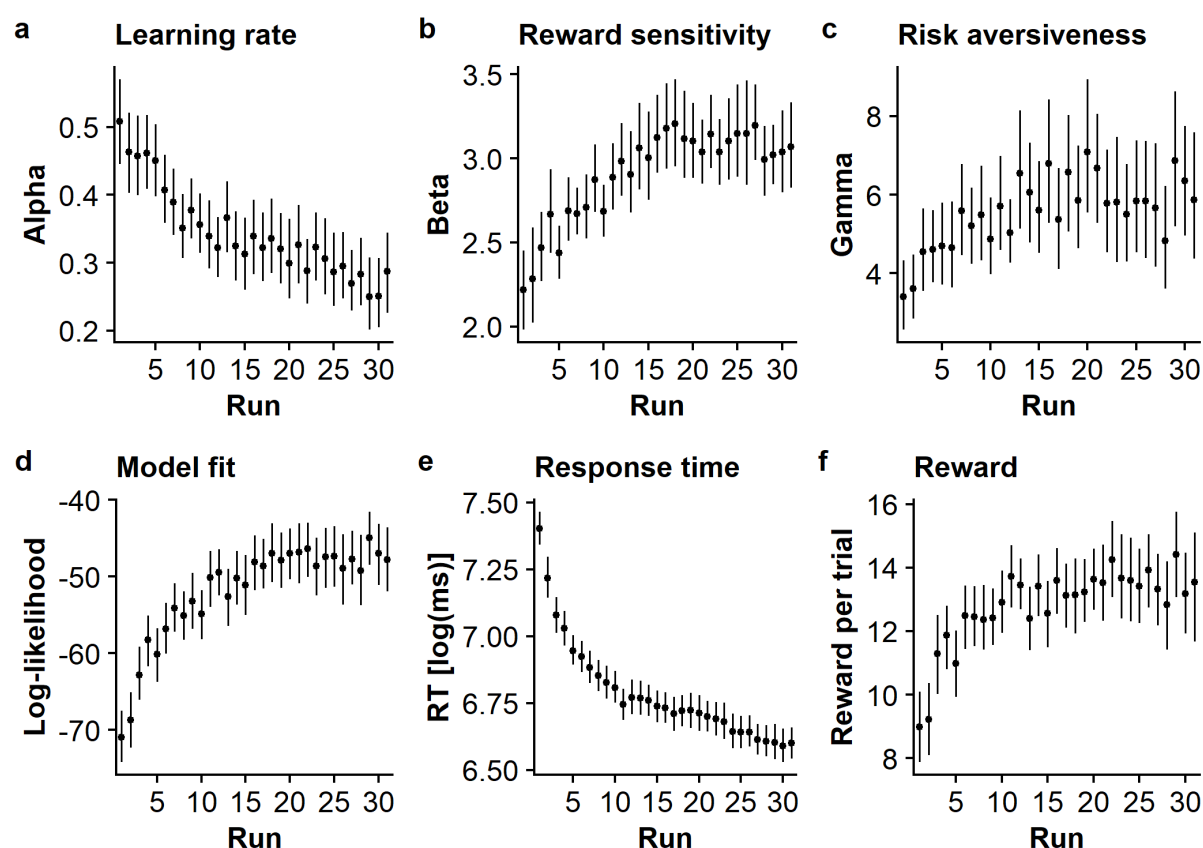 a Learning rate
Alpha
0.5
0.4
0.3
0.2
5 10 15 20 25 30
Run
b Reward sensitivity
Beta
3.5
3.0
2.5
2.0
5 10 15 20 25 30
Run
c Risk aversiveness
Gamma
8
6
4
5 10 15 20 25 30
Run
d Model fit
Log-likelihood
-40
-50
-60
-70
5 10 15 20 25 30
Run
e Response time
RT [log(ms)]
7.50
7.25
7.00
6.75
6.50
5 10 15 20 25 30
Run
f Reward
Reward per trial
16
14
12
10
8
5 10 15 20 25 30
Run